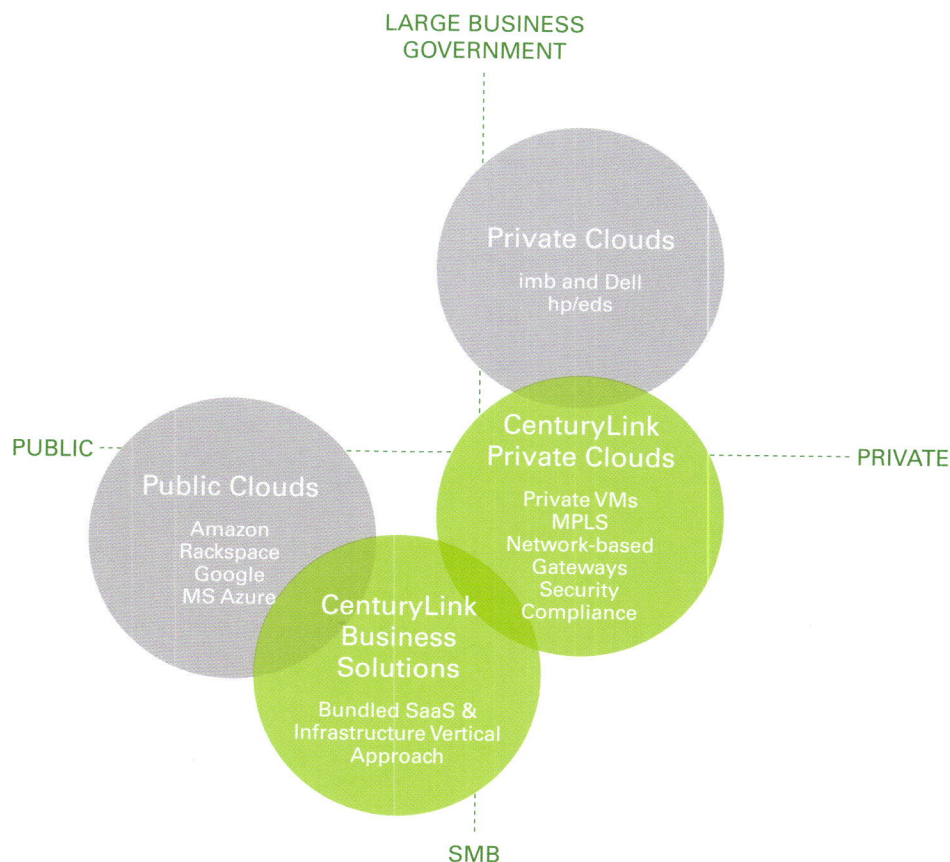 LARGE BUSINESS
GOVERNMENT
Private Clouds
imb and Dell
hp/eds
PUBLIC
PRIVATE
CenturyLink
Private Clouds
Private VMs
MPLS
Network-based
Gateways
Security
Compliance
Public Clouds
Amazon
Rackspace
Google
MS Azure
CenturyLink
Business
Solutions
Bundled SaaS &
Infrastructure Vertical
Approach
SMB